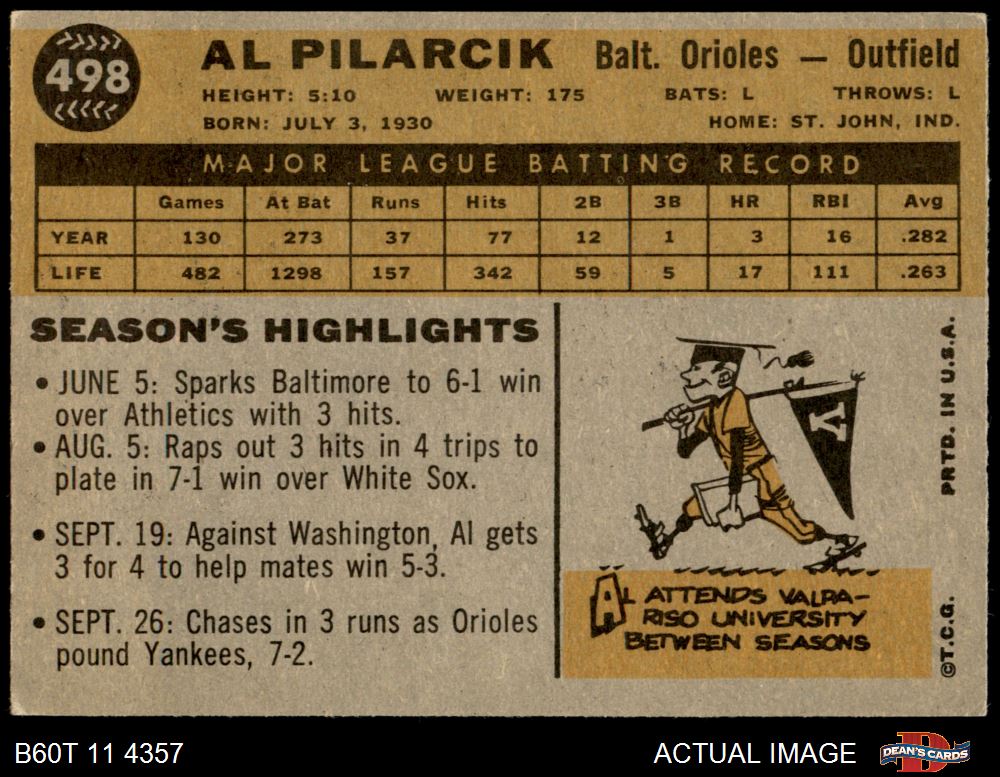 498
AL PILARCIK Balt. Orioles — Outfield
HEIGHT: 5:10 WEIGHT: 175 BATS: L THROWS: L
BORN: JULY 3, 1930 HOME: ST. JOHN, IND.
MAJOR LEAGUE BATTING RECORD
Games At Bat Runs Hits 2B 3B HR RBI Avg
YEAR 130 273 37 77 12 1 3 16 .282
LIFE 482 1298 157 342 59 5 17 111 .263
SEASON'S HIGHLIGHTS
• JUNE 5: Sparks Baltimore to 6-1 win
over Athletics with 3 hits.
• AUG. 5: Raps out 3 hits in 4 trips to
plate in 7-1 win over White Sox.
• SEPT. 19: Against Washington, Al gets
3 for 4 to help mates win 5-3.
• SEPT. 26: Chases in 3 runs as Orioles
pound Yankees, 7-2.
V
AL ATTENDS VALPA-
RISO UNIVERSITY
BETWEEN SEASONS
PRTD. IN U.S.A.
©T.C.G.
B60T 11 4357
ACTUAL IMAGE
DEAN'S CARDS